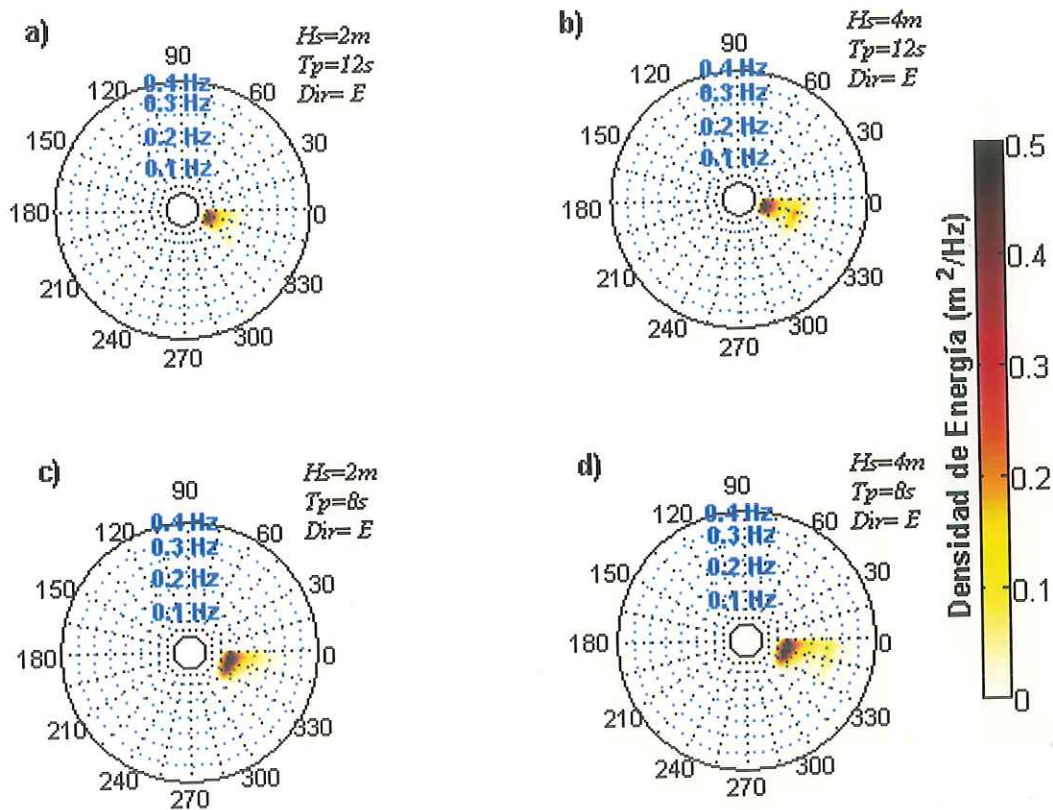 a)
Hs=2m
Tp=12s
Dir= E
90
120
60
150
30
180
0
210
330
240
300
270
0.4 Hz
0.3 Hz
0.2 Hz
0.1 Hz
b)
Hs=4m
Tp=12s
Dir= E
90
120
60
150
30
180
0
210
330
240
300
270
0.4 Hz
0.3 Hz
0.2 Hz
0.1 Hz
c)
Hs=2m
Tp=8s
Dir= E
90
120
60
150
30
180
0
210
330
240
300
270
0.4 Hz
0.3 Hz
0.2 Hz
0.1 Hz
d)
Hs=4m
Tp=8s
Dir= E
90
120
60
150
30
180
0
210
330
240
300
270
0.4 Hz
0.3 Hz
0.2 Hz
0.1 Hz
Densidad de Energía (m²/Hz)
0.5
0.4
0.3
0.2
0.1
0